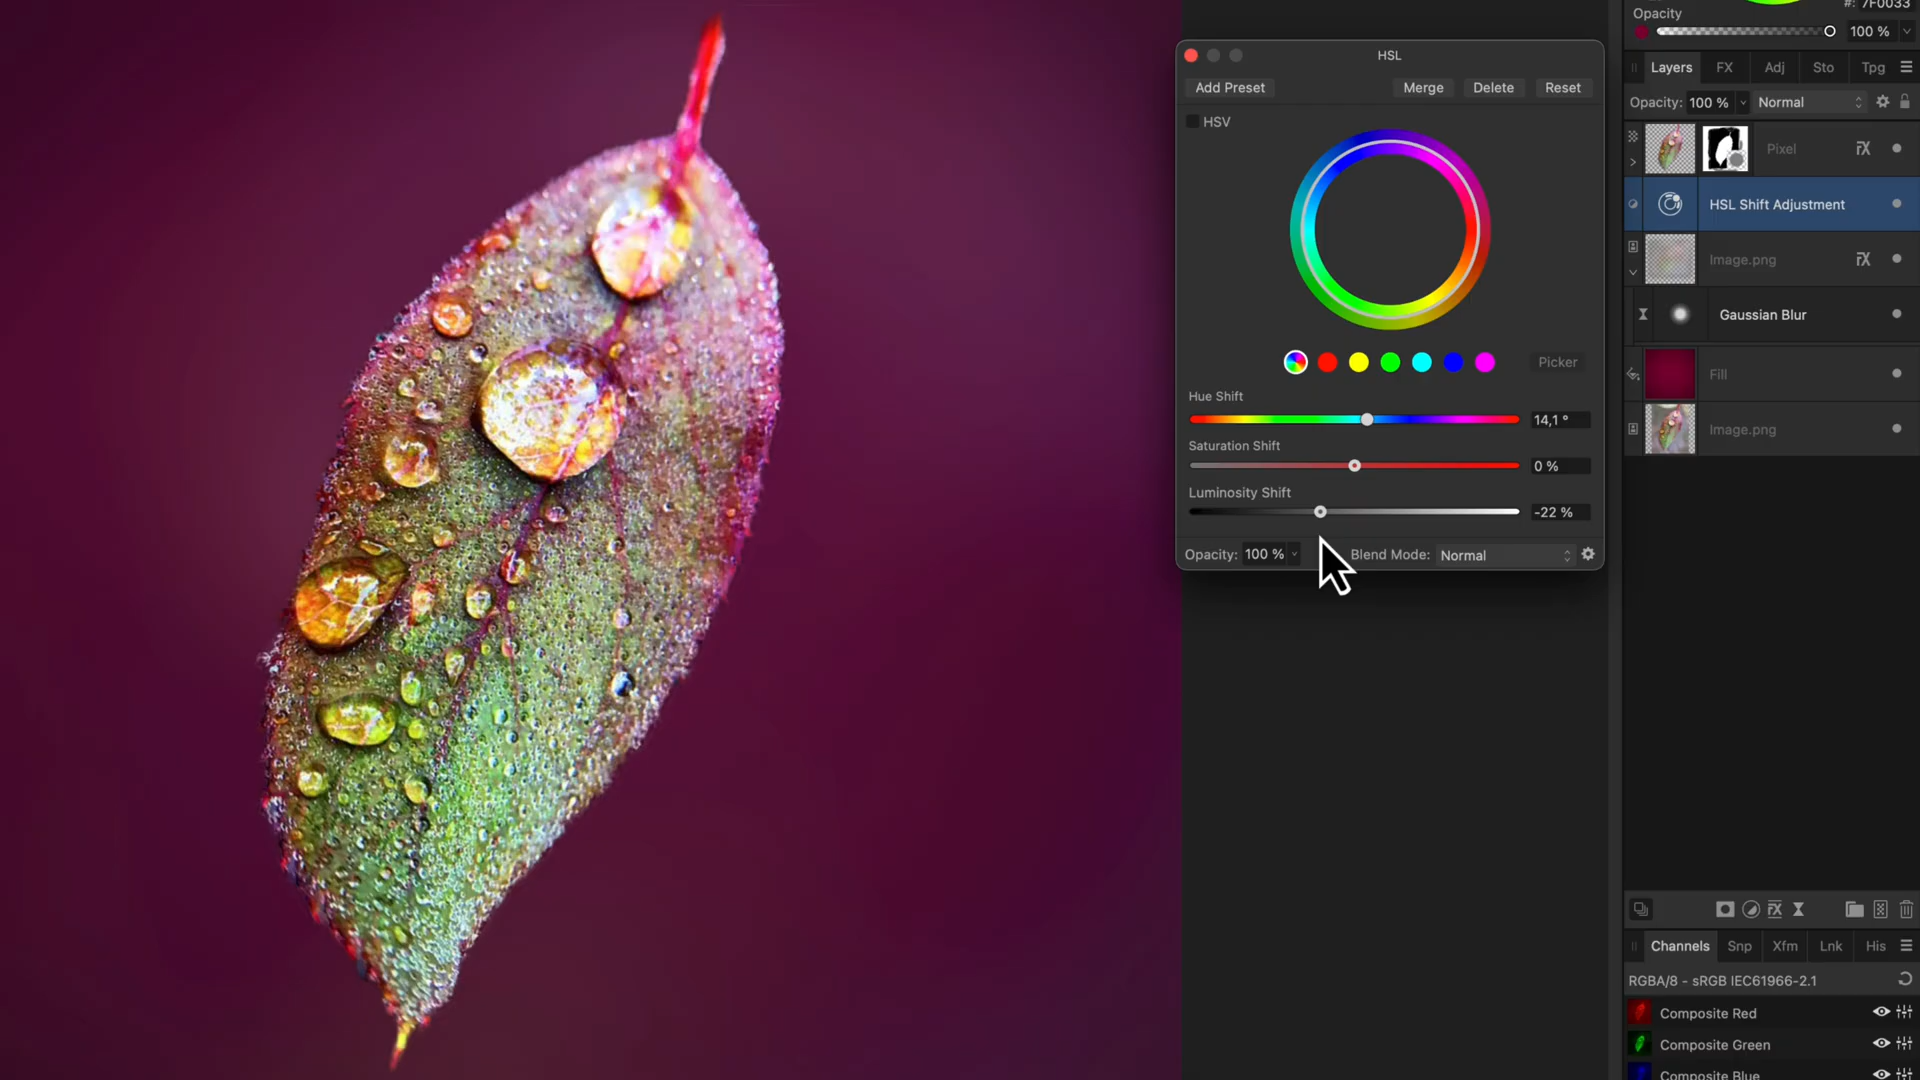 #: 7F0033
Opacity
100 %
HSL
Add Preset
Merge
Delete
Reset
HSV
Picker
Hue Shift
14,1 °
Saturation Shift
0 %
Luminosity Shift
-22 %
Opacity: 100 %
Blend Mode: Normal
Layers
FX
Adj
Sto
Tpg
Opacity: 100 %
Normal
Pixel
HSL Shift Adjustment
Image.png
Gaussian Blur
Fill
Image.png
Channels
Snp
Xfm
Lnk
His
RGBA/8 - sRGB IEC61966-2.1
Composite Red
Composite Green
Composite Blue